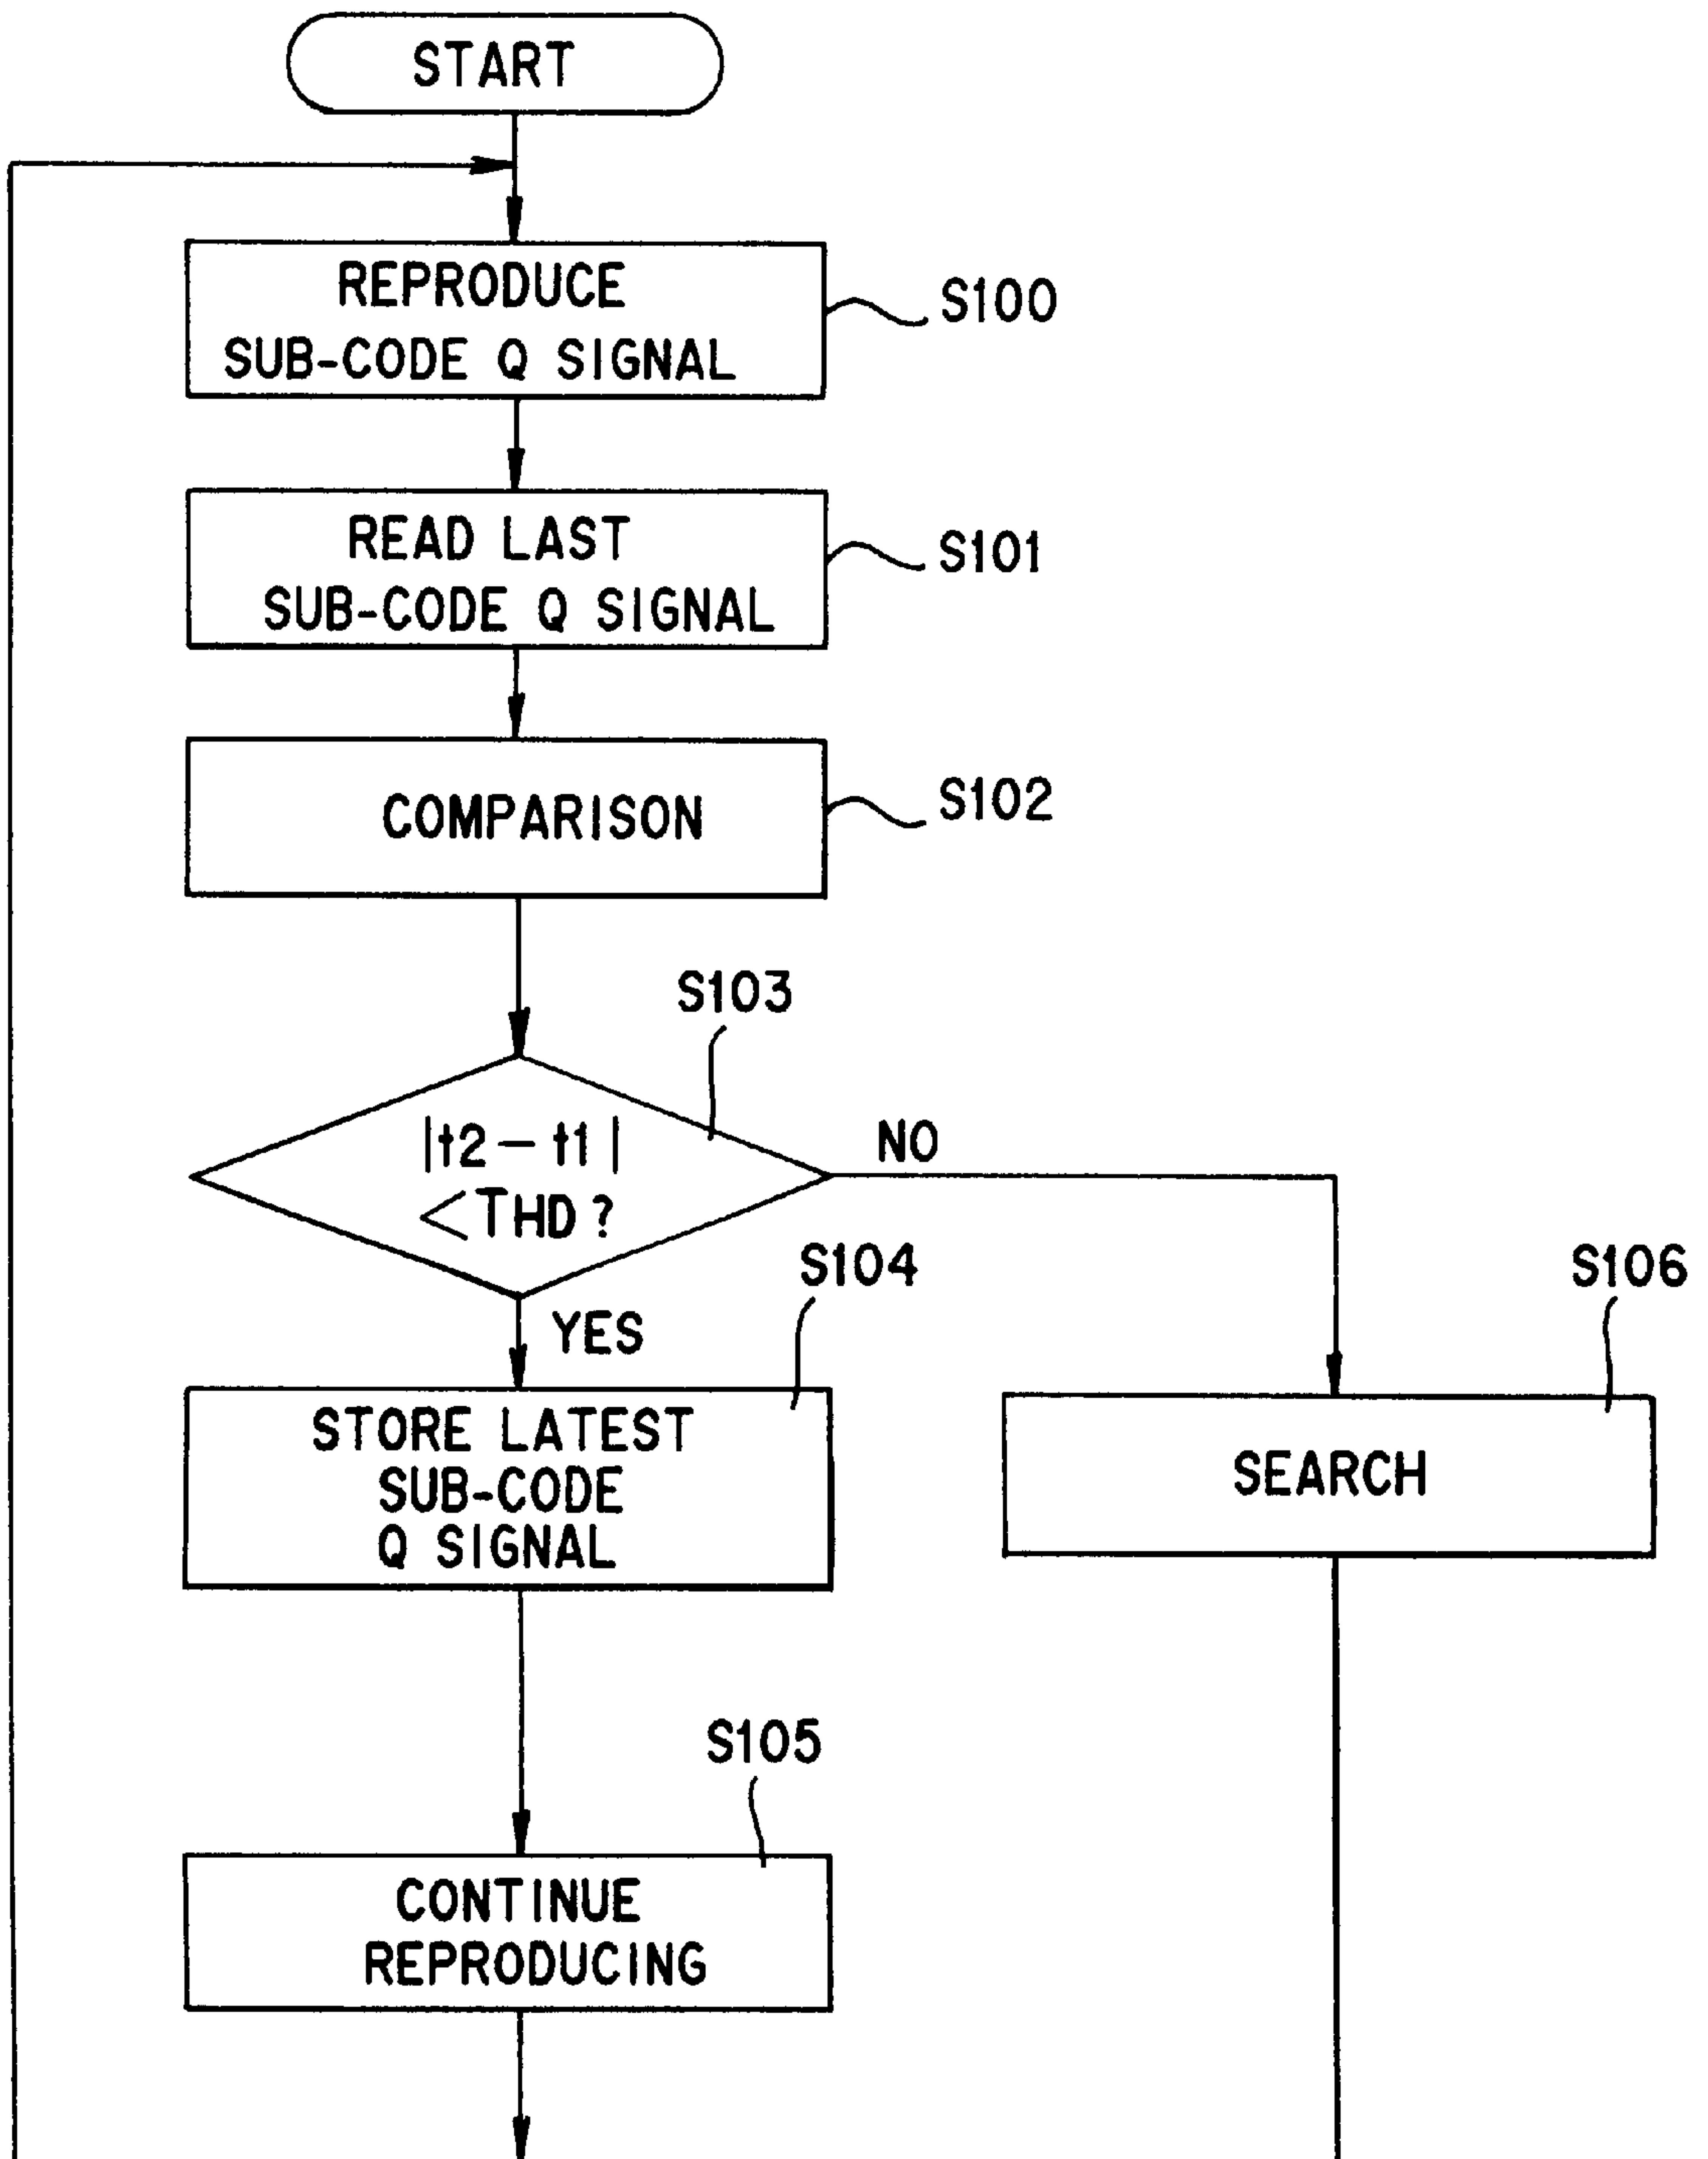 START
REPRODUCE
SUB-CODE Q SIGNAL
S100
READ LAST
SUB-CODE Q SIGNAL
S101
COMPARISON
S102
S103
|t2-t1|
<THD?
NO
YES
S104
S106
STORE LATEST
SUB-CODE
Q SIGNAL
SEARCH
S105
CONTINUE
REPRODUCING